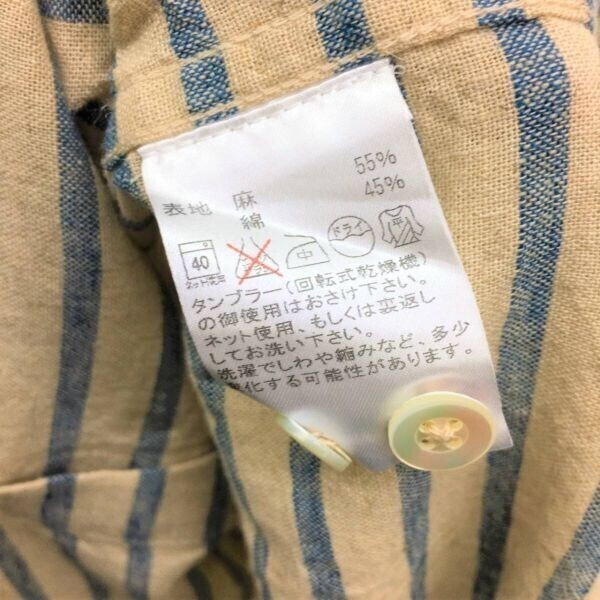 表地 麻 55%
綿 45%
40 中 ドライ 平
ネット使用
タンブラー(回転式乾燥機)
の御使用はおさけ下さい。
ネット使用、もしくは裏返し
してお洗い下さい。
洗濯でしわや縮みなど、多少
変化する可能性があります。